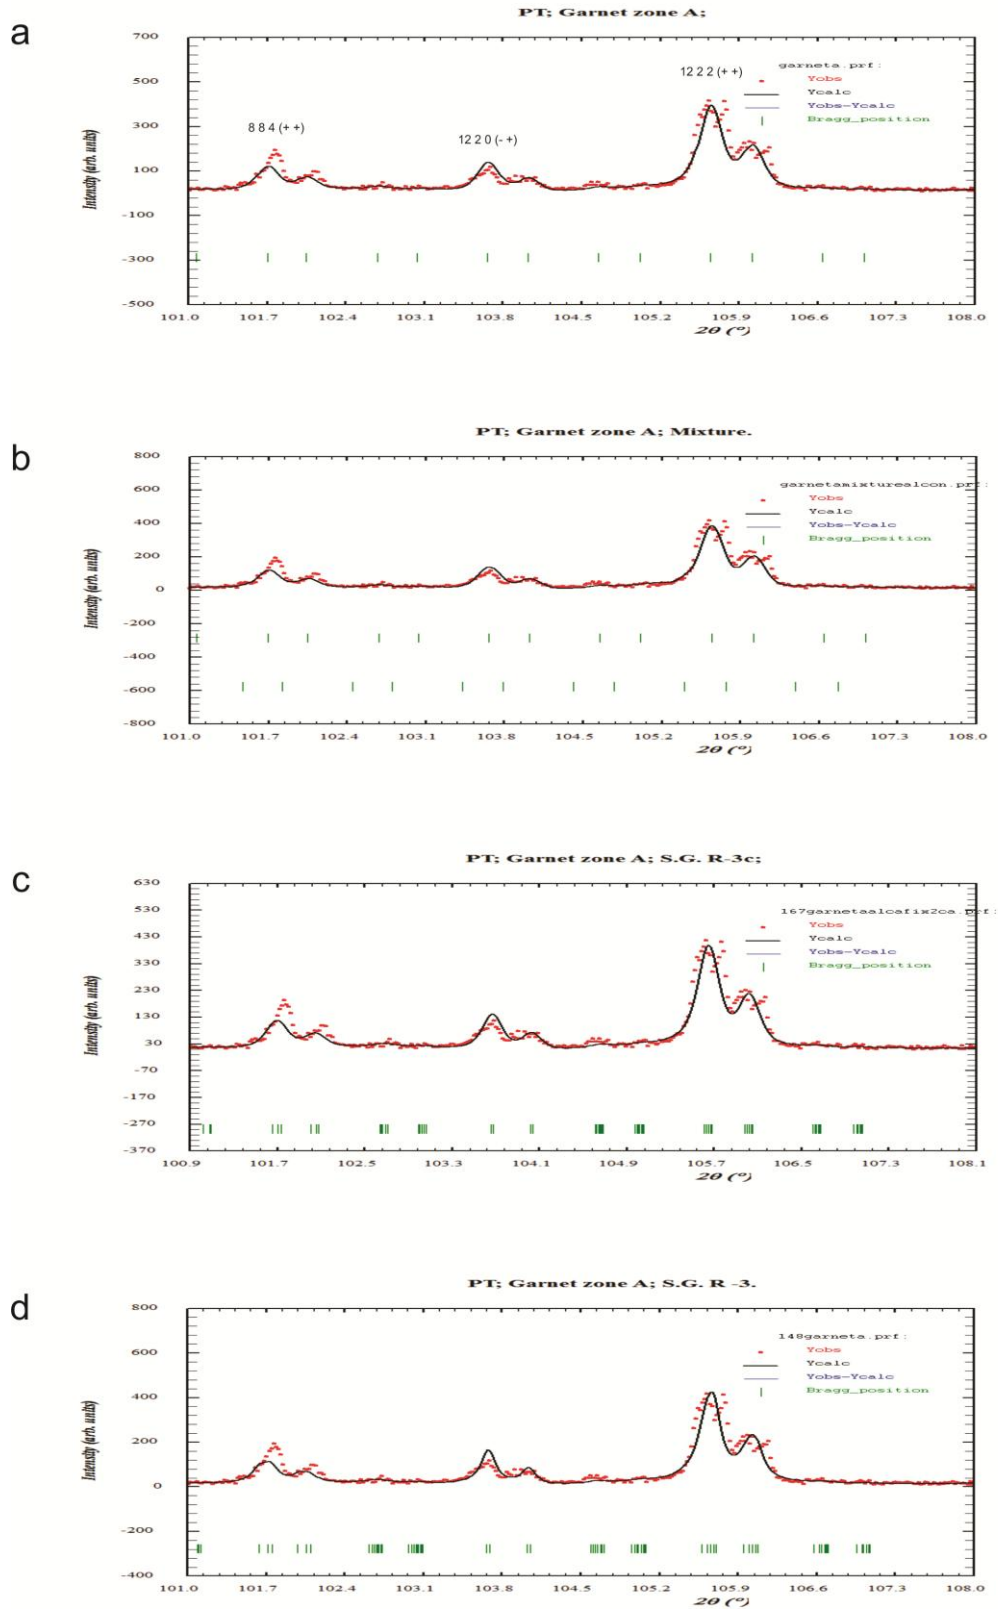 a
PT; Garnet zone A;
700
500
300
100
-100
-300
-500
Intensity (arb. units)
8 8 4 (+ +)
12 2 0 (- +)
12 2 2 (+ +)
garneta.prf:
Yobs
Ycalc
Yobs-Ycalc
Bragg_position
101.0 101.7 102.4 103.1 103.8 104.5 105.2 105.9 106.6 107.3 108.0
2θ (°)
b
PT; Garnet zone A; Mixture.
800
600
400
200
0
-200
-400
-600
-800
Intensity (arb. units)
garnetamixturealcon.prf:
Yobs
Ycalc
Yobs-Ycalc
Bragg_position
101.0 101.7 102.4 103.1 103.8 104.5 105.2 105.9 106.6 107.3 108.0
2θ (°)
c
PT; Garnet zone A; S.G. R-3c;
630
530
430
330
230
130
30
-70
-170
-270
-370
Intensity (arb. units)
167garnetaalcafix2ca.prf:
Yobs
Ycalc
Yobs-Ycalc
Bragg_position
100.9 101.7 102.5 103.3 104.1 104.9 105.7 106.5 107.3 108.1
2θ (°)
d
PT; Garnet zone A; S.G. R -3.
800
600
400
200
0
-200
-400
Intensity (arb. units)
148garneta.prf:
Yobs
Ycalc
Yobs-Ycalc
Bragg_position
101.0 101.7 102.4 103.1 103.8 104.5 105.2 105.9 106.6 107.3 108.0
2θ (°)